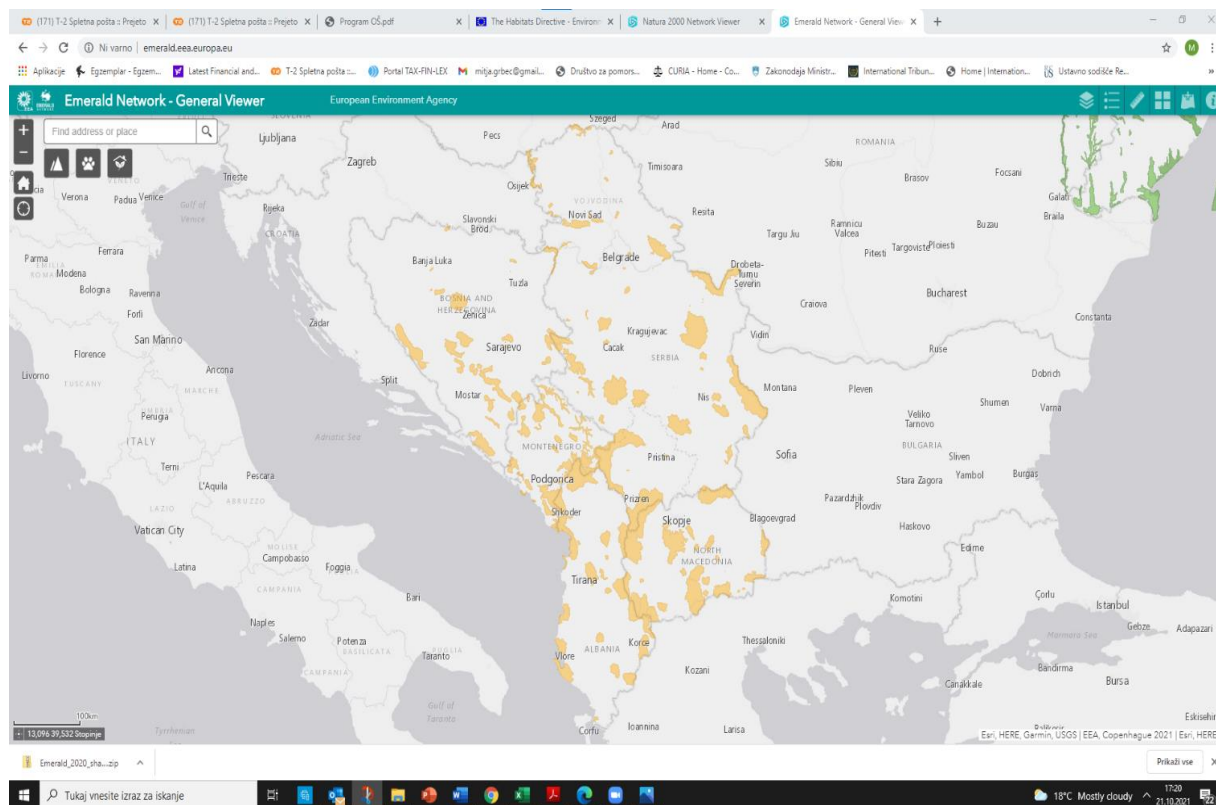 (171) T-2 Spletna pošta :: Prejeto X (171) T-2 Spletna pošta :: Prejeto X Program OŠ.pdf X The Habitats Directive - Environm X Natura 2000 Network Viewer X Emerald Network - General View X +
Ni varno | emerald.eea.europa.eu
Aplikacije Egzemplar - Egzem... Latest Financial and... T-2 Spletna pošta ::... Portal TAX-FIN-LEX mitja.grbec@gmail... Društvo za pomors... CURIA - Home - Co... Zakonodaja Ministr... International Tribun... Home | Internation... Ustavno sodišče Re... »
Emerald Network - General Viewer European Environment Agency
Find address or place
Szeged Arad
Ljubljana Pecs ROMANIA
Zagreb Timisoara Sibiu Brasov Focsani
Trieste Osijek Galati
Verona Padua Venice Gulf of Venice Rijeka VOJVODINA Resita Braila
Slavonski Brod Novi Sad Ramnicu Valcea Buzau
CROATIA Targu Jiu Targoviste Ploiesti
Parma Ferrara Banja Luka Belgrade Pitesti
Modena Tuzla Drobeta-Turnu Severin
Bologna Ravenna BOSNIA AND HERZEGOVINA Bucharest
Forli Zenica Craiova Constanta
San Marino Zadar Kragujevac Vidin
Florence Sarajevo Cacak SERBIA Ruse
Livorno Ancona Dobrich
TUSCANY MARCHE Split Montana Pleven
Mostar Nis Shumen Varna
UMBRIA Perugia Veliko Tarnovo
ITALY Adriatic Sea MONTENEGRO BULGARIA
Terni Pristina Sofia Sliven
L'Aquila Pescara Podgorica Stara Zagora Yambol Burgas
ABRUZZO Prizren Pazardzhik
LAZIO Shkoder Skopje Blagoevgrad Plovdiv
Vatican City MOLISE Haskovo
Latina Campobasso Foggia NORTH MACEDONIA Edirne
Tirana
CAMPANIA Bari Komotini Çorlu Istanbul
Naples Gebze Adapazari
Salerno Potenza Korce Thessaloniki Marmara Sea
BASILICATA Taranto Vlore ALBANIA Bandirma
CAMPANIA Kozani Canakkale Bursa
Gulf of Taranto
100km Eskisehir
13,096 39,532 Stopinje Tyrrhenian Corfu Ioannina Larisa
Esri, HERE, Garmin, USGS | EEA, Copenhague 2021 | Esri, HERE
Emerald_2020_sha....zip Prikaži vse X
Tukaj vnesite izraz za iskanje 18°C Mostly cloudy 17:20
21.10.2021